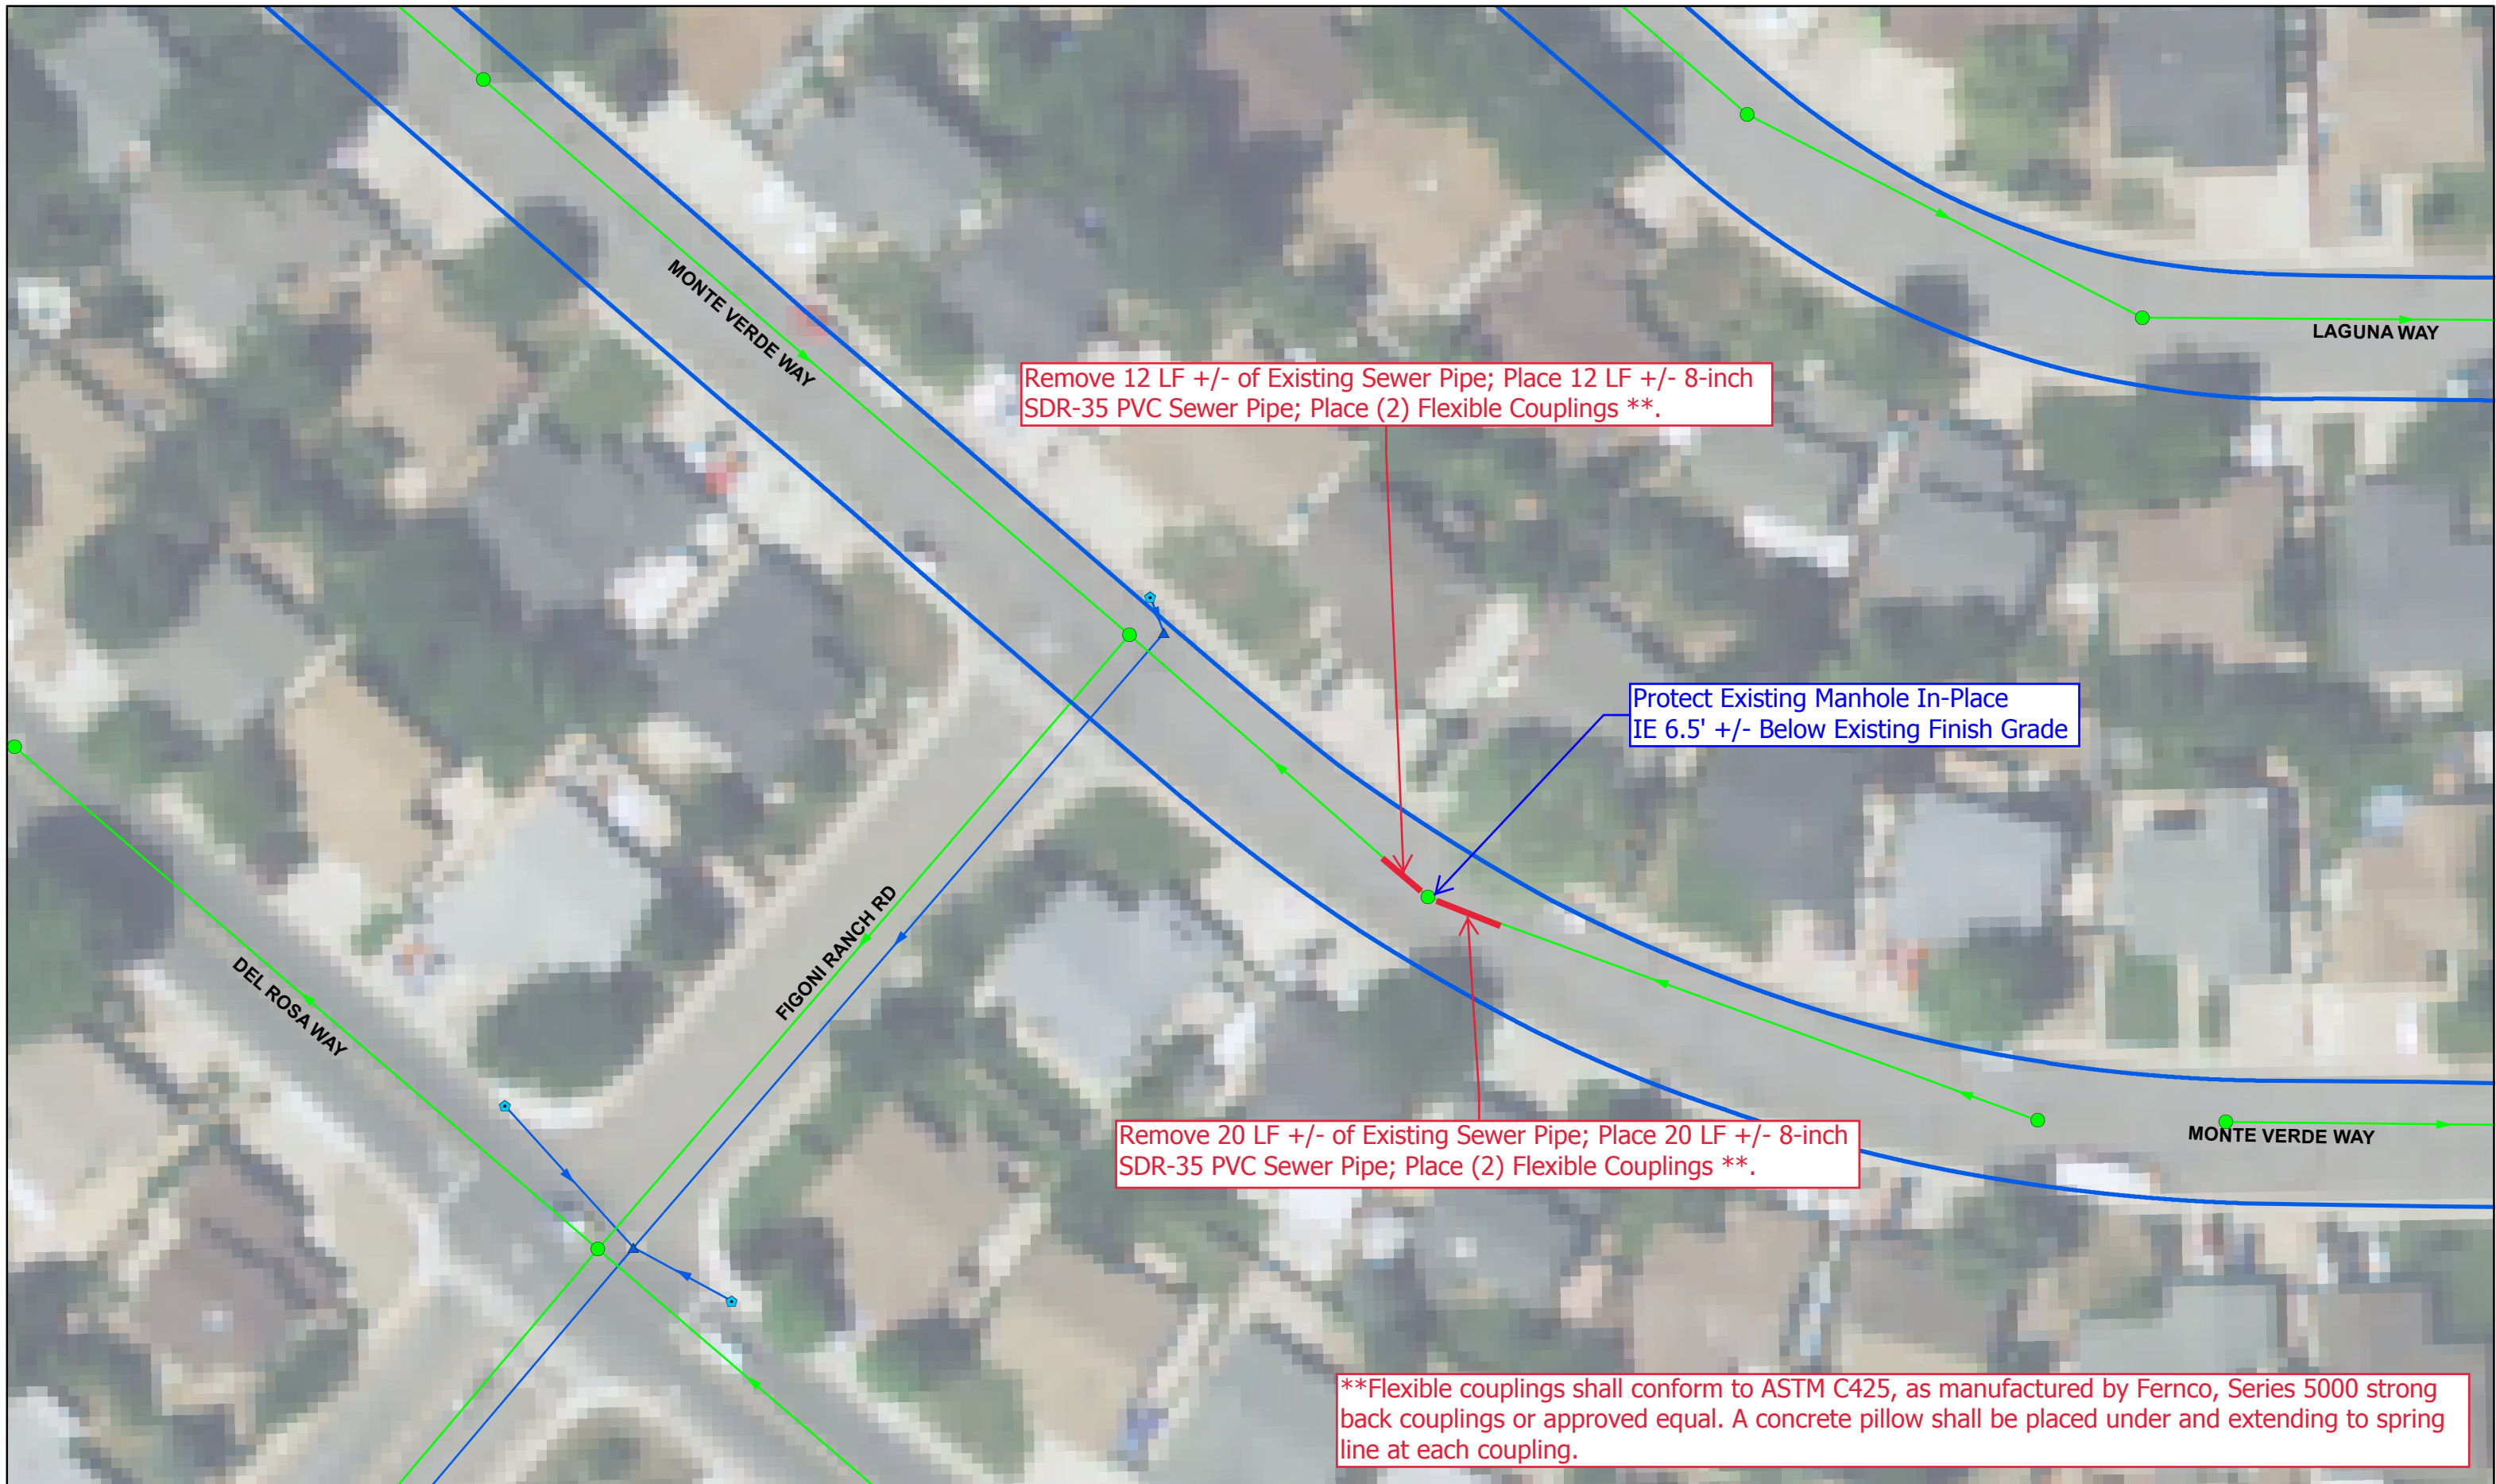 MONTE VERDE WAY
LAGUNA WAY
Remove 12 LF +/- of Existing Sewer Pipe; Place 12 LF +/- 8-inch
SDR-35 PVC Sewer Pipe; Place (2) Flexible Couplings **.
Protect Existing Manhole In-Place
IE 6.5' +/- Below Existing Finish Grade
FIGONI RANCH RD
DEL ROSA WAY
Remove 20 LF +/- of Existing Sewer Pipe; Place 20 LF +/- 8-inch
SDR-35 PVC Sewer Pipe; Place (2) Flexible Couplings **.
MONTE VERDE WAY
**Flexible couplings shall conform to ASTM C425, as manufactured by Fernco, Series 5000 strong
back couplings or approved equal. A concrete pillow shall be placed under and extending to spring
line at each coupling.